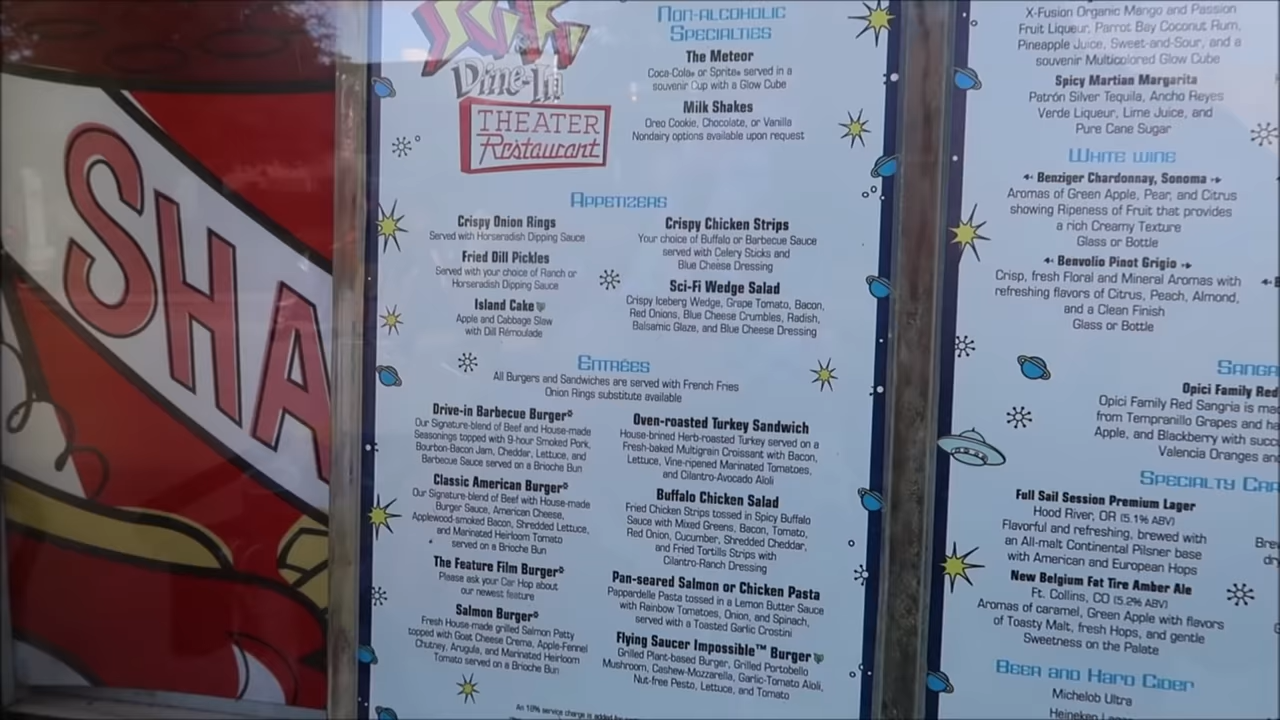 SHA
Dine-In
THEATER
Restaurant
Non-alcoholic
Specialties
The Meteor
Coca-Cola® or Sprite® served in a
souvenir Cup with a Glow Cube
Milk Shakes
Oreo Cookie, Chocolate, or Vanilla
Nondairy options available upon request
Appetizers
Crispy Onion Rings
Served with Horseradish Dipping Sauce
Fried Dill Pickles
Served with your choice of Ranch or
Horseradish Dipping Sauce
Island Cake
Apple and Cabbage Slaw
with Dill Rémoulade
Crispy Chicken Strips
Your choice of Buffalo or Barbecue Sauce
served with Celery Sticks and
Blue Cheese Dressing
Sci-Fi Wedge Salad
Crispy Iceberg Wedge, Grape Tomato, Bacon,
Red Onions, Blue Cheese Crumbles, Radish,
Balsamic Glaze, and Blue Cheese Dressing
Entrées
All Burgers and Sandwiches are served with French Fries
Onion Rings substitute available
Drive-in Barbecue Burger*
Our Signature-blend of Beef and House-made
Seasonings topped with 9-hour Smoked Pork,
Bourbon-Bacon Jam, Cheddar, Lettuce, and
Barbecue Sauce served on a Brioche Bun
Classic American Burger*
Our Signature-blend of Beef with House-made
Burger Sauce, American Cheese,
Applewood-smoked Bacon, Shredded Lettuce,
and Marinated Heirloom Tomato
served on a Brioche Bun
The Feature Film Burger*
Please ask your Car Hop about
our newest feature
Salmon Burger*
Fresh House-made grilled Salmon Patty
topped with Goat Cheese Crema, Apple-Fennel
Chutney, Arugula, and Marinated Heirloom
Tomato served on a Brioche Bun
Oven-roasted Turkey Sandwich
House-brined Herb-roasted Turkey served on a
Fresh-baked Multigrain Croissant with Bacon,
Lettuce, Vine-ripened Marinated Tomatoes,
and Cilantro-Avocado Aïoli
Buffalo Chicken Salad
Fried Chicken Strips tossed in Spicy Buffalo
Sauce with Mixed Greens, Bacon, Tomato,
Red Onion, Cucumber, Shredded Cheddar,
and Fried Tortilla Strips with
Cilantro-Ranch Dressing
Pan-seared Salmon or Chicken Pasta
Pappardelle Pasta tossed in a Lemon Butter Sauce
with Rainbow Tomatoes, Onion, and Spinach,
served with a Toasted Garlic Crostini
Flying Saucer Impossible™ Burger
Grilled Plant-based Burger, Grilled Portobello
Mushroom, Cashew-Mozzarella, Garlic-Tomato Aïoli,
Nut-free Pesto, Lettuce, and Tomato
An 18% service charge is added for
X-Fusion Organic Mango and Passion
Fruit Liqueur, Parrot Bay Coconut Rum,
Pineapple Juice, Sweet-and-Sour, and a
souvenir Multicolored Glow Cube
Spicy Martian Margarita
Patrón Silver Tequila, Ancho Reyes
Verde Liqueur, Lime Juice, and
Pure Cane Sugar
White Wine
Benziger Chardonnay, Sonoma
Aromas of Green Apple, Pear, and Citrus
showing Ripeness of Fruit that provides
a rich Creamy Texture
Glass or Bottle
Benvolio Pinot Grigio
Crisp, fresh Floral and Mineral Aromas with
refreshing flavors of Citrus, Peach, Almond,
and a Clean Finish
Glass or Bottle
Sangr
Opici Family Red
Opici Family Red Sangria is ma
from Tempranillo Grapes and ha
Apple, and Blackberry with succ
Valencia Oranges and
Specialty Cra
Full Sail Session Premium Lager
Hood River, OR (5.1% ABV)
Flavorful and refreshing, brewed with
an All-malt Continental Pilsner base
with American and European Hops
New Belgium Fat Tire Amber Ale
Ft. Collins, CO (5.2% ABV)
Aromas of caramel, Green Apple with flavors
of Toasty Malt, fresh Hops, and gentle
Sweetness on the Palate
Beer and Hard Cider
Michelob Ultra
Heineken